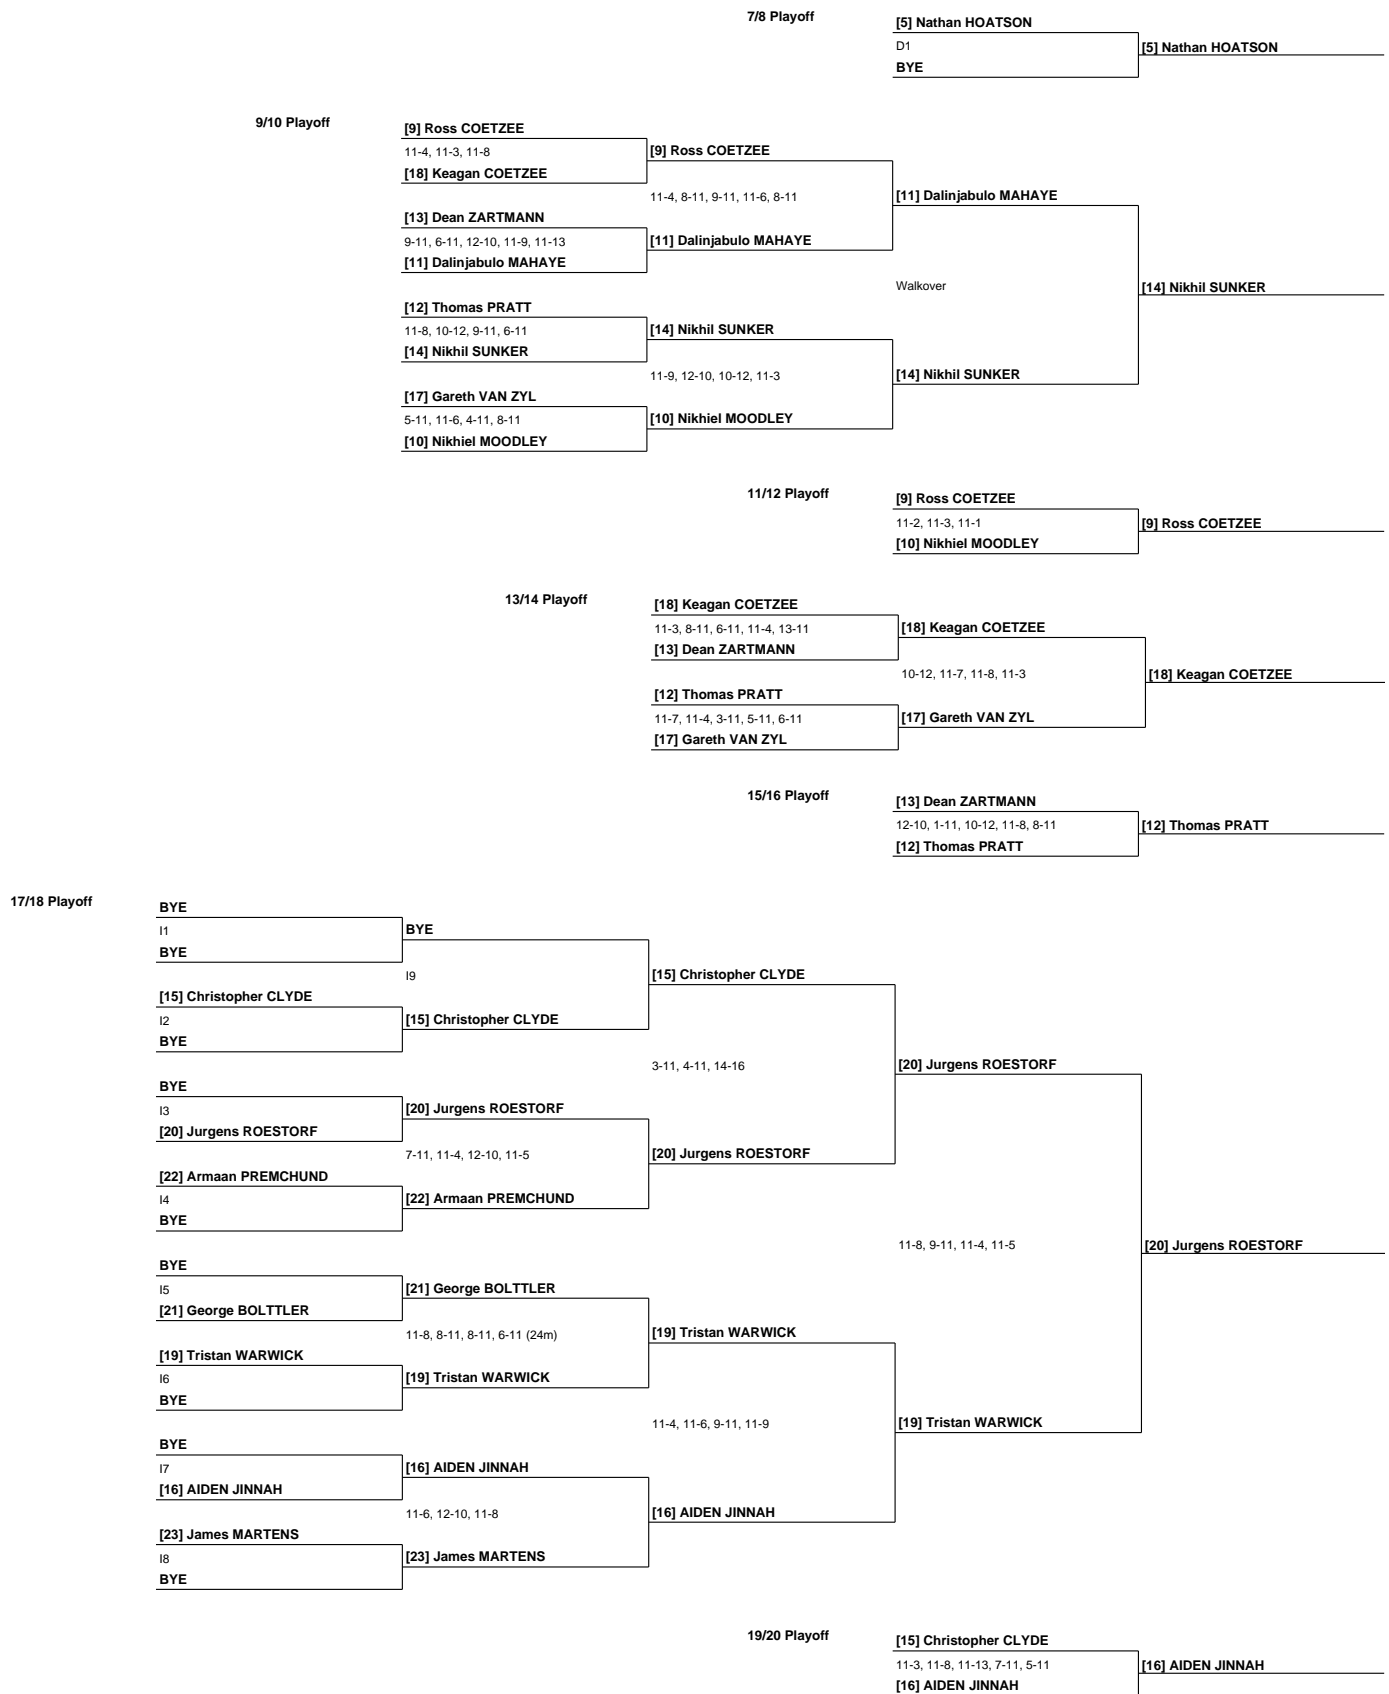 7/8 Playoff
[5] Nathan HOATSON
D1
[5] Nathan HOATSON
BYE
9/10 Playoff
[9] Ross COETZEE
11-4, 11-3, 11-8
[9] Ross COETZEE
[18] Keagan COETZEE
11-4, 8-11, 9-11, 11-6, 8-11
[11] Dalinjabulo MAHAYE
[13] Dean ZARTMANN
9-11, 6-11, 12-10, 11-9, 11-13
[11] Dalinjabulo MAHAYE
[11] Dalinjabulo MAHAYE
Walkover
[14] Nikhil SUNKER
[12] Thomas PRATT
11-8, 10-12, 9-11, 6-11
[14] Nikhil SUNKER
[14] Nikhil SUNKER
11-9, 12-10, 10-12, 11-3
[14] Nikhil SUNKER
[17] Gareth VAN ZYL
5-11, 11-6, 4-11, 8-11
[10] Nikhiel MOODLEY
[10] Nikhiel MOODLEY
11/12 Playoff
[9] Ross COETZEE
11-2, 11-3, 11-1
[9] Ross COETZEE
[10] Nikhiel MOODLEY
13/14 Playoff
[18] Keagan COETZEE
11-3, 8-11, 6-11, 11-4, 13-11
[18] Keagan COETZEE
[13] Dean ZARTMANN
10-12, 11-7, 11-8, 11-3
[18] Keagan COETZEE
[12] Thomas PRATT
11-7, 11-4, 3-11, 5-11, 6-11
[17] Gareth VAN ZYL
[17] Gareth VAN ZYL
15/16 Playoff
[13] Dean ZARTMANN
12-10, 1-11, 10-12, 11-8, 8-11
[12] Thomas PRATT
[12] Thomas PRATT
17/18 Playoff
BYE
I1
BYE
BYE
I9
[15] Christopher CLYDE
[15] Christopher CLYDE
I2
[15] Christopher CLYDE
BYE
3-11, 4-11, 14-16
[20] Jurgens ROESTORF
BYE
I3
[20] Jurgens ROESTORF
[20] Jurgens ROESTORF
7-11, 11-4, 12-10, 11-5
[20] Jurgens ROESTORF
[22] Armaan PREMCHUND
I4
[22] Armaan PREMCHUND
BYE
11-8, 9-11, 11-4, 11-5
[20] Jurgens ROESTORF
BYE
I5
[21] George BOLTTLER
[21] George BOLTTLER
11-8, 8-11, 8-11, 6-11 (24m)
[19] Tristan WARWICK
[19] Tristan WARWICK
I6
[19] Tristan WARWICK
BYE
11-4, 11-6, 9-11, 11-9
[19] Tristan WARWICK
BYE
I7
[16] AIDEN JINNAH
[16] AIDEN JINNAH
11-6, 12-10, 11-8
[16] AIDEN JINNAH
[23] James MARTENS
I8
[23] James MARTENS
BYE
19/20 Playoff
[15] Christopher CLYDE
11-3, 11-8, 11-13, 7-11, 5-11
[16] AIDEN JINNAH
[16] AIDEN JINNAH